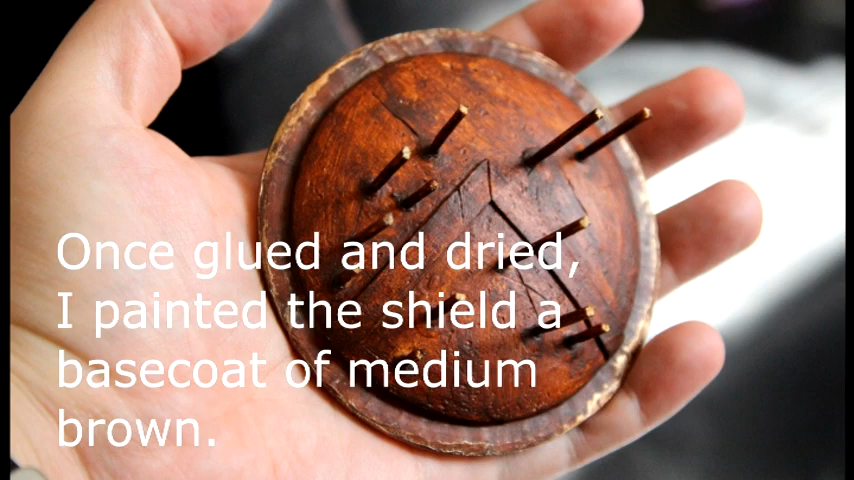 Once glued and dried,
I painted the shield a
basecoat of medium
brown.